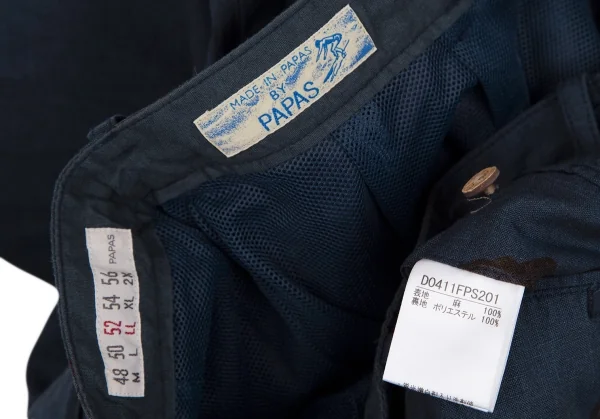 MADE IN PAPAS
BY
PAPAS
PAPAS
48 50 52 54 56
M L LL XL 2X
D0411FPS201
表地 麻 100%
裏地 ポリエステル 100%